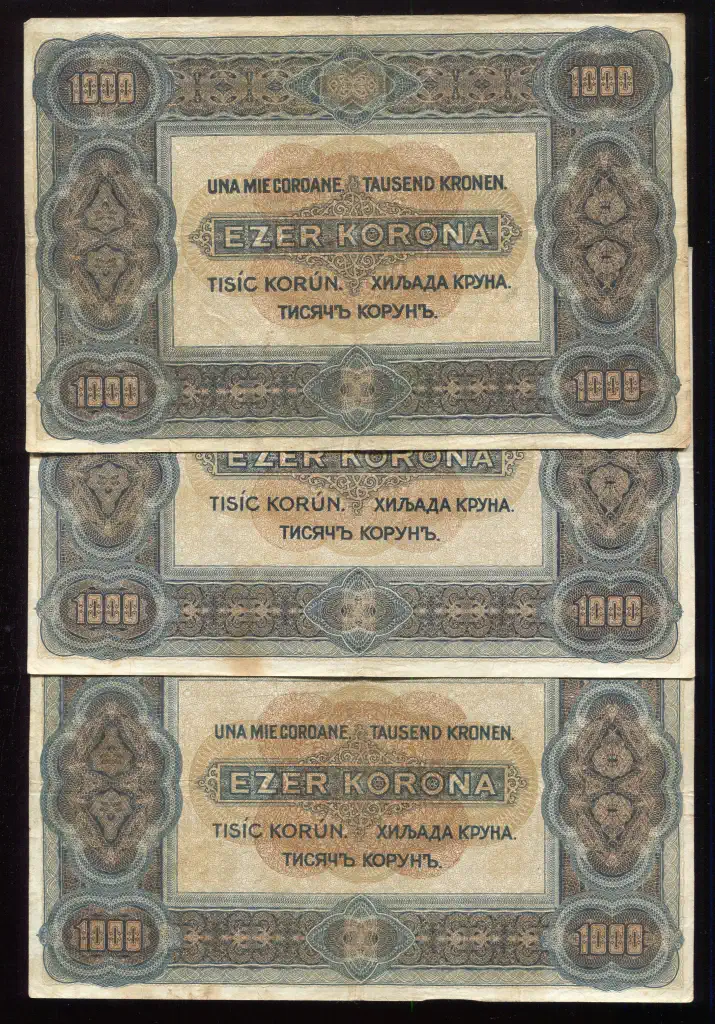 1000 1000
UNA MIE COROANE. TAUSEND KRONEN.
EZER KORONA
TISÍC KORÚN. ХИЉАДА КРУНА.
ТИСЯЧЪ КОРУНЪ.
1000 1000
EZER KORONA
TISÍC KORÚN. ХИЉАДА КРУНА.
ТИСЯЧЪ КОРУНЪ.
1000 1000
UNA MIE COROANE. TAUSEND KRONEN.
EZER KORONA
TISÍC KORÚN. ХИЉАДА КРУНА.
ТИСЯЧЪ КОРУНЪ.
1000 1000